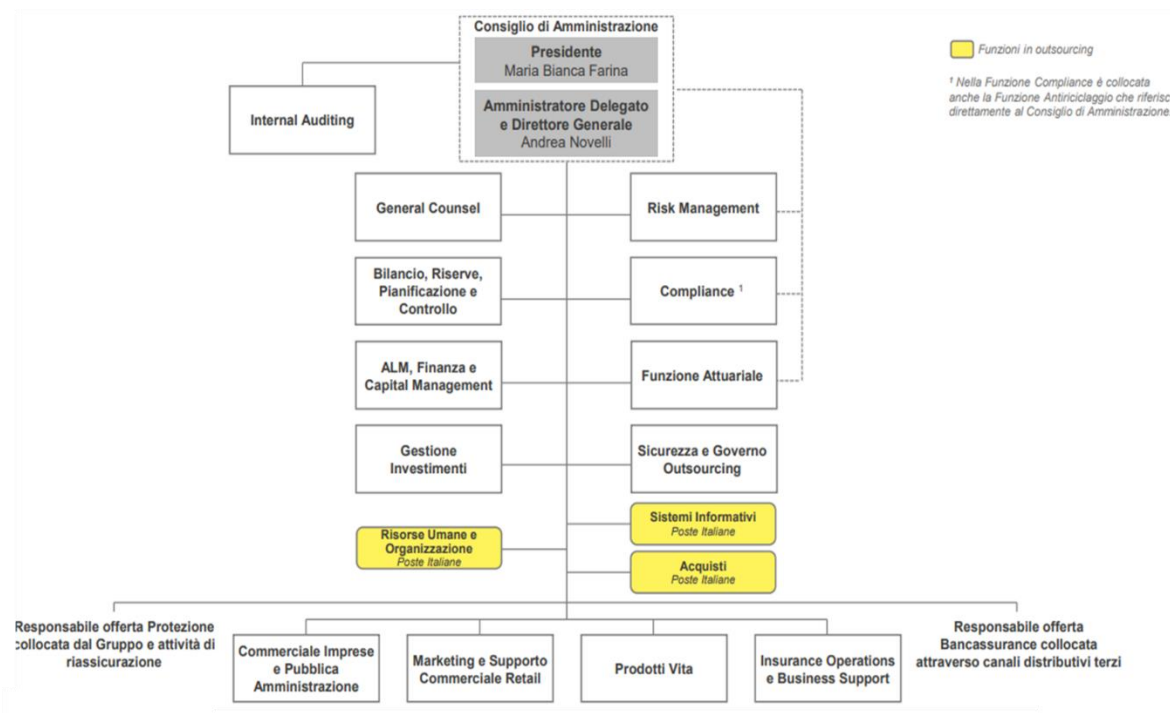 Consiglio di Amministrazione
Presidente
Maria Bianca Farina
Amministratore Delegato
e Direttore Generale
Andrea Novelli
Funzioni in outsourcing
¹ Nella Funzione Compliance è collocata
anche la Funzione Antiriciclaggio che riferisc
direttamente al Consiglio di Amministrazione
Internal Auditing
General Counsel
Risk Management
Bilancio, Riserve,
Pianificazione e
Controllo
Compliance ¹
ALM, Finanza e
Capital Management
Funzione Attuariale
Gestione
Investimenti
Sicurezza e Governo
Outsourcing
Sistemi Informativi
Poste Italiane
Risorse Umane e
Organizzazione
Poste Italiane
Acquisti
Poste Italiane
Responsabile offerta Protezione
collocata dal Gruppo e attività di
riassicurazione
Commerciale Imprese
e Pubblica
Amministrazione
Marketing e Supporto
Commerciale Retail
Prodotti Vita
Insurance Operations
e Business Support
Responsabile offerta
Bancassurance collocata
attraverso canali distributivi terzi